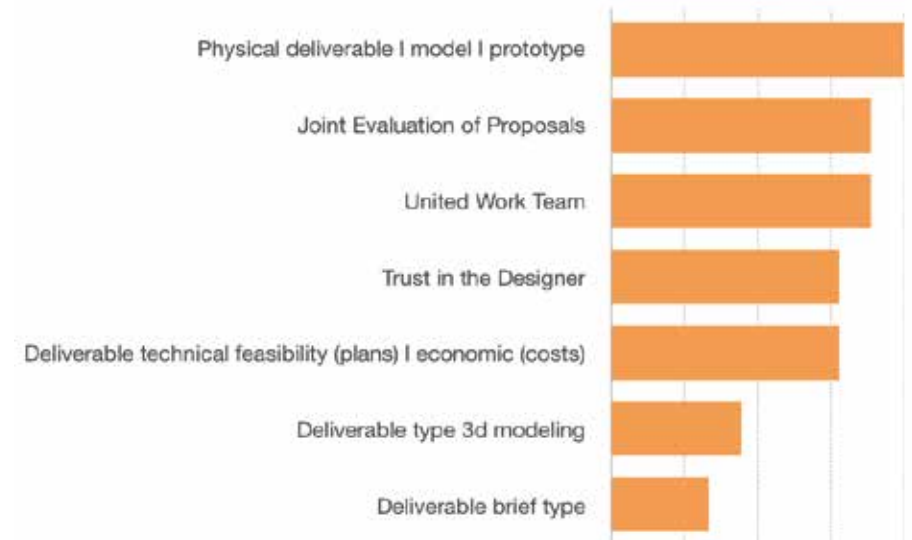 Physical deliverable I model I prototype
Joint Evaluation of Proposals
United Work Team
Trust in the Designer
Deliverable technical feasibility (plans) I economic (costs)
Deliverable type 3d modeling
Deliverable brief type